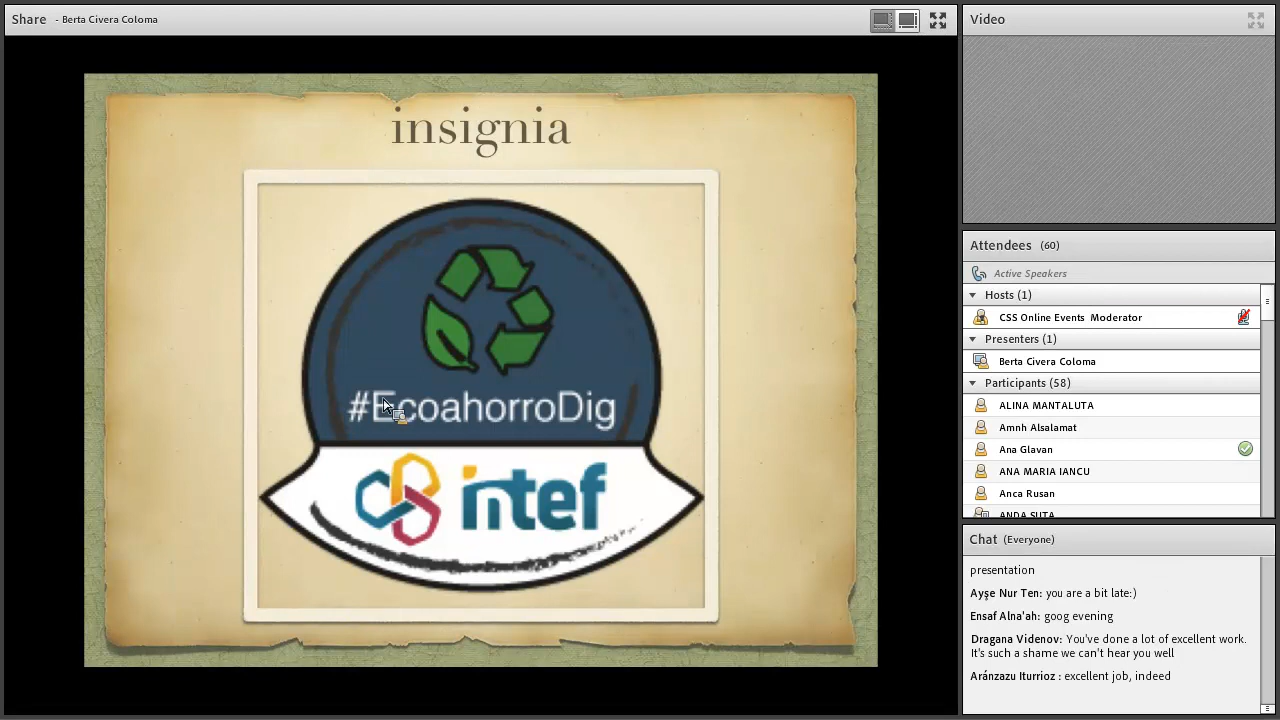 Share - Berta Civera Coloma
insignia
#EcoahorroDig
intef
Video
Attendees (60)
Active Speakers
Hosts (1)
CSS Online Events Moderator
Presenters (1)
Berta Civera Coloma
Participants (58)
ALINA MANTALUTA
Amnh Alsalamat
Ana Glavan
ANA MARIA IANCU
Anca Rusan
ANDA SUTA
Chat (Everyone)
presentation
Ayşe Nur Ten: you are a bit late:)
Ensaf Alna'ah: goog evening
Dragana Videnov: You've done a lot of excellent work.
It's such a shame we can't hear you well
Aránzazu Iturrioz : excellent job, indeed